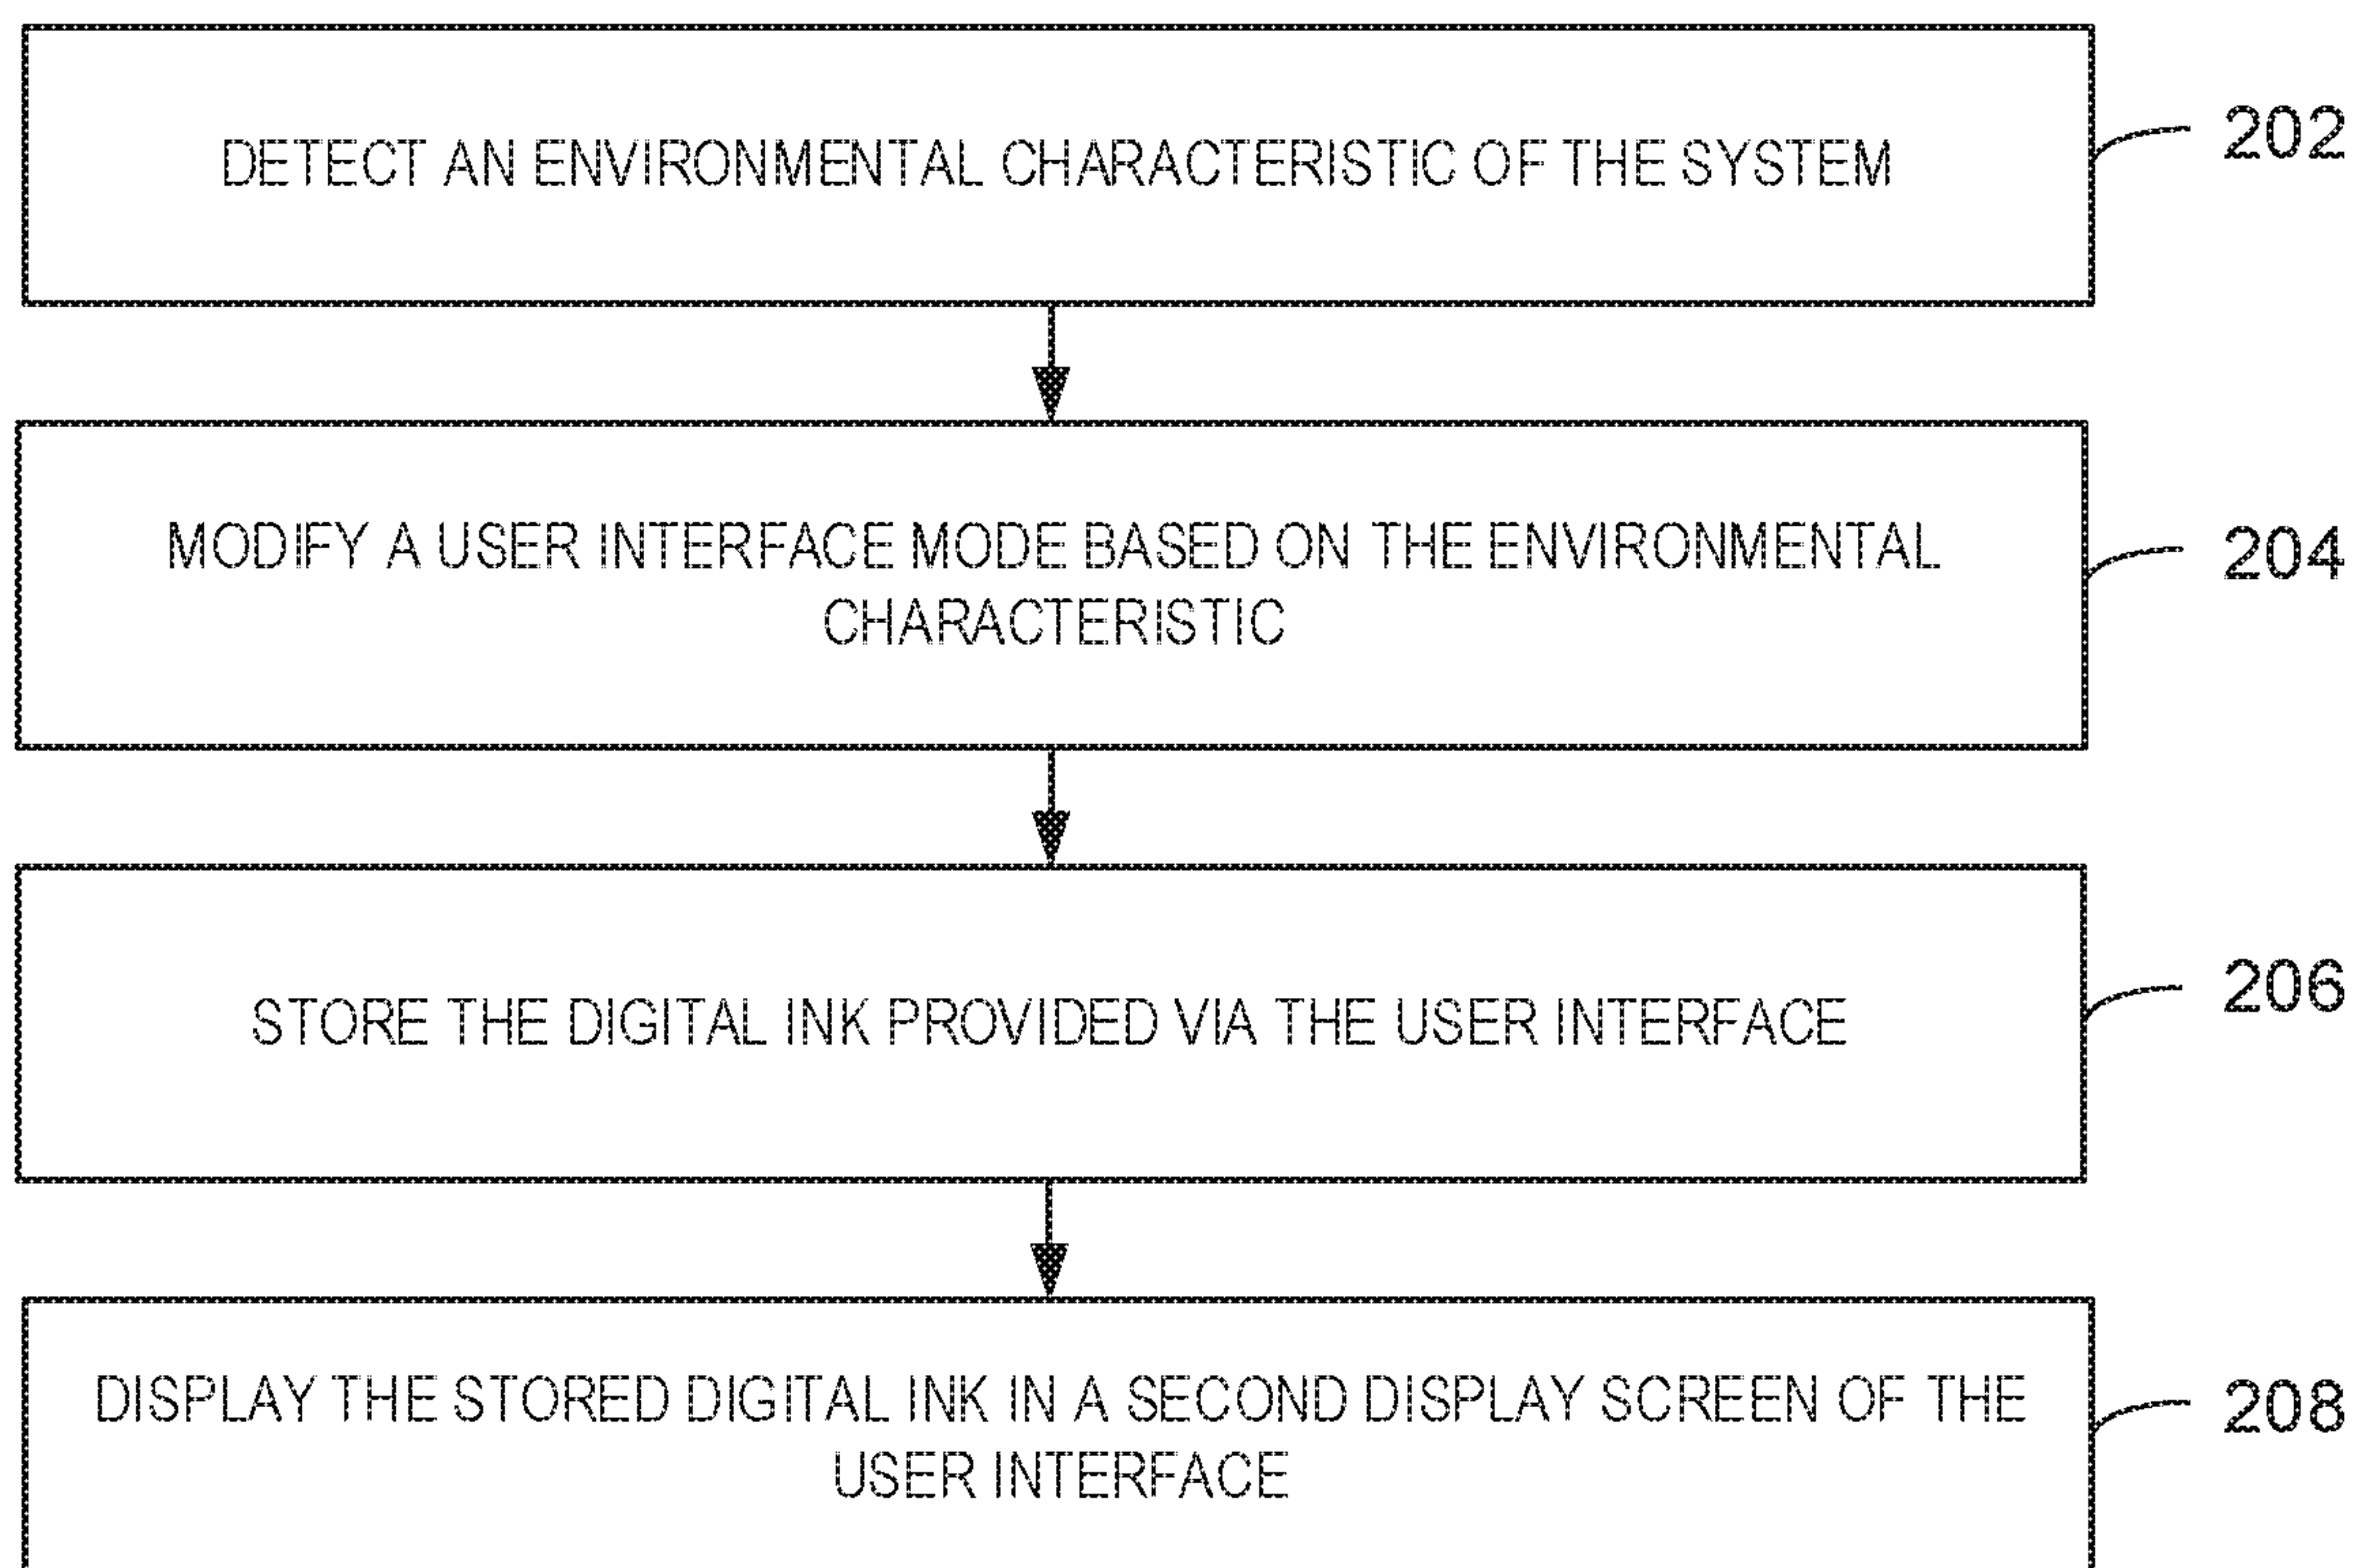 DETECT AN ENVIRONMENTAL CHARACTERISTIC OF THE SYSTEM
202
MODIFY A USER INTERFACE MODE BASED ON THE ENVIRONMENTAL
CHARACTERISTIC
204
STORE THE DIGITAL INK PROVIDED VIA THE USER INTERFACE
206
DISPLAY THE STORED DIGITAL INK IN A SECOND DISPLAY SCREEN OF THE
USER INTERFACE
208